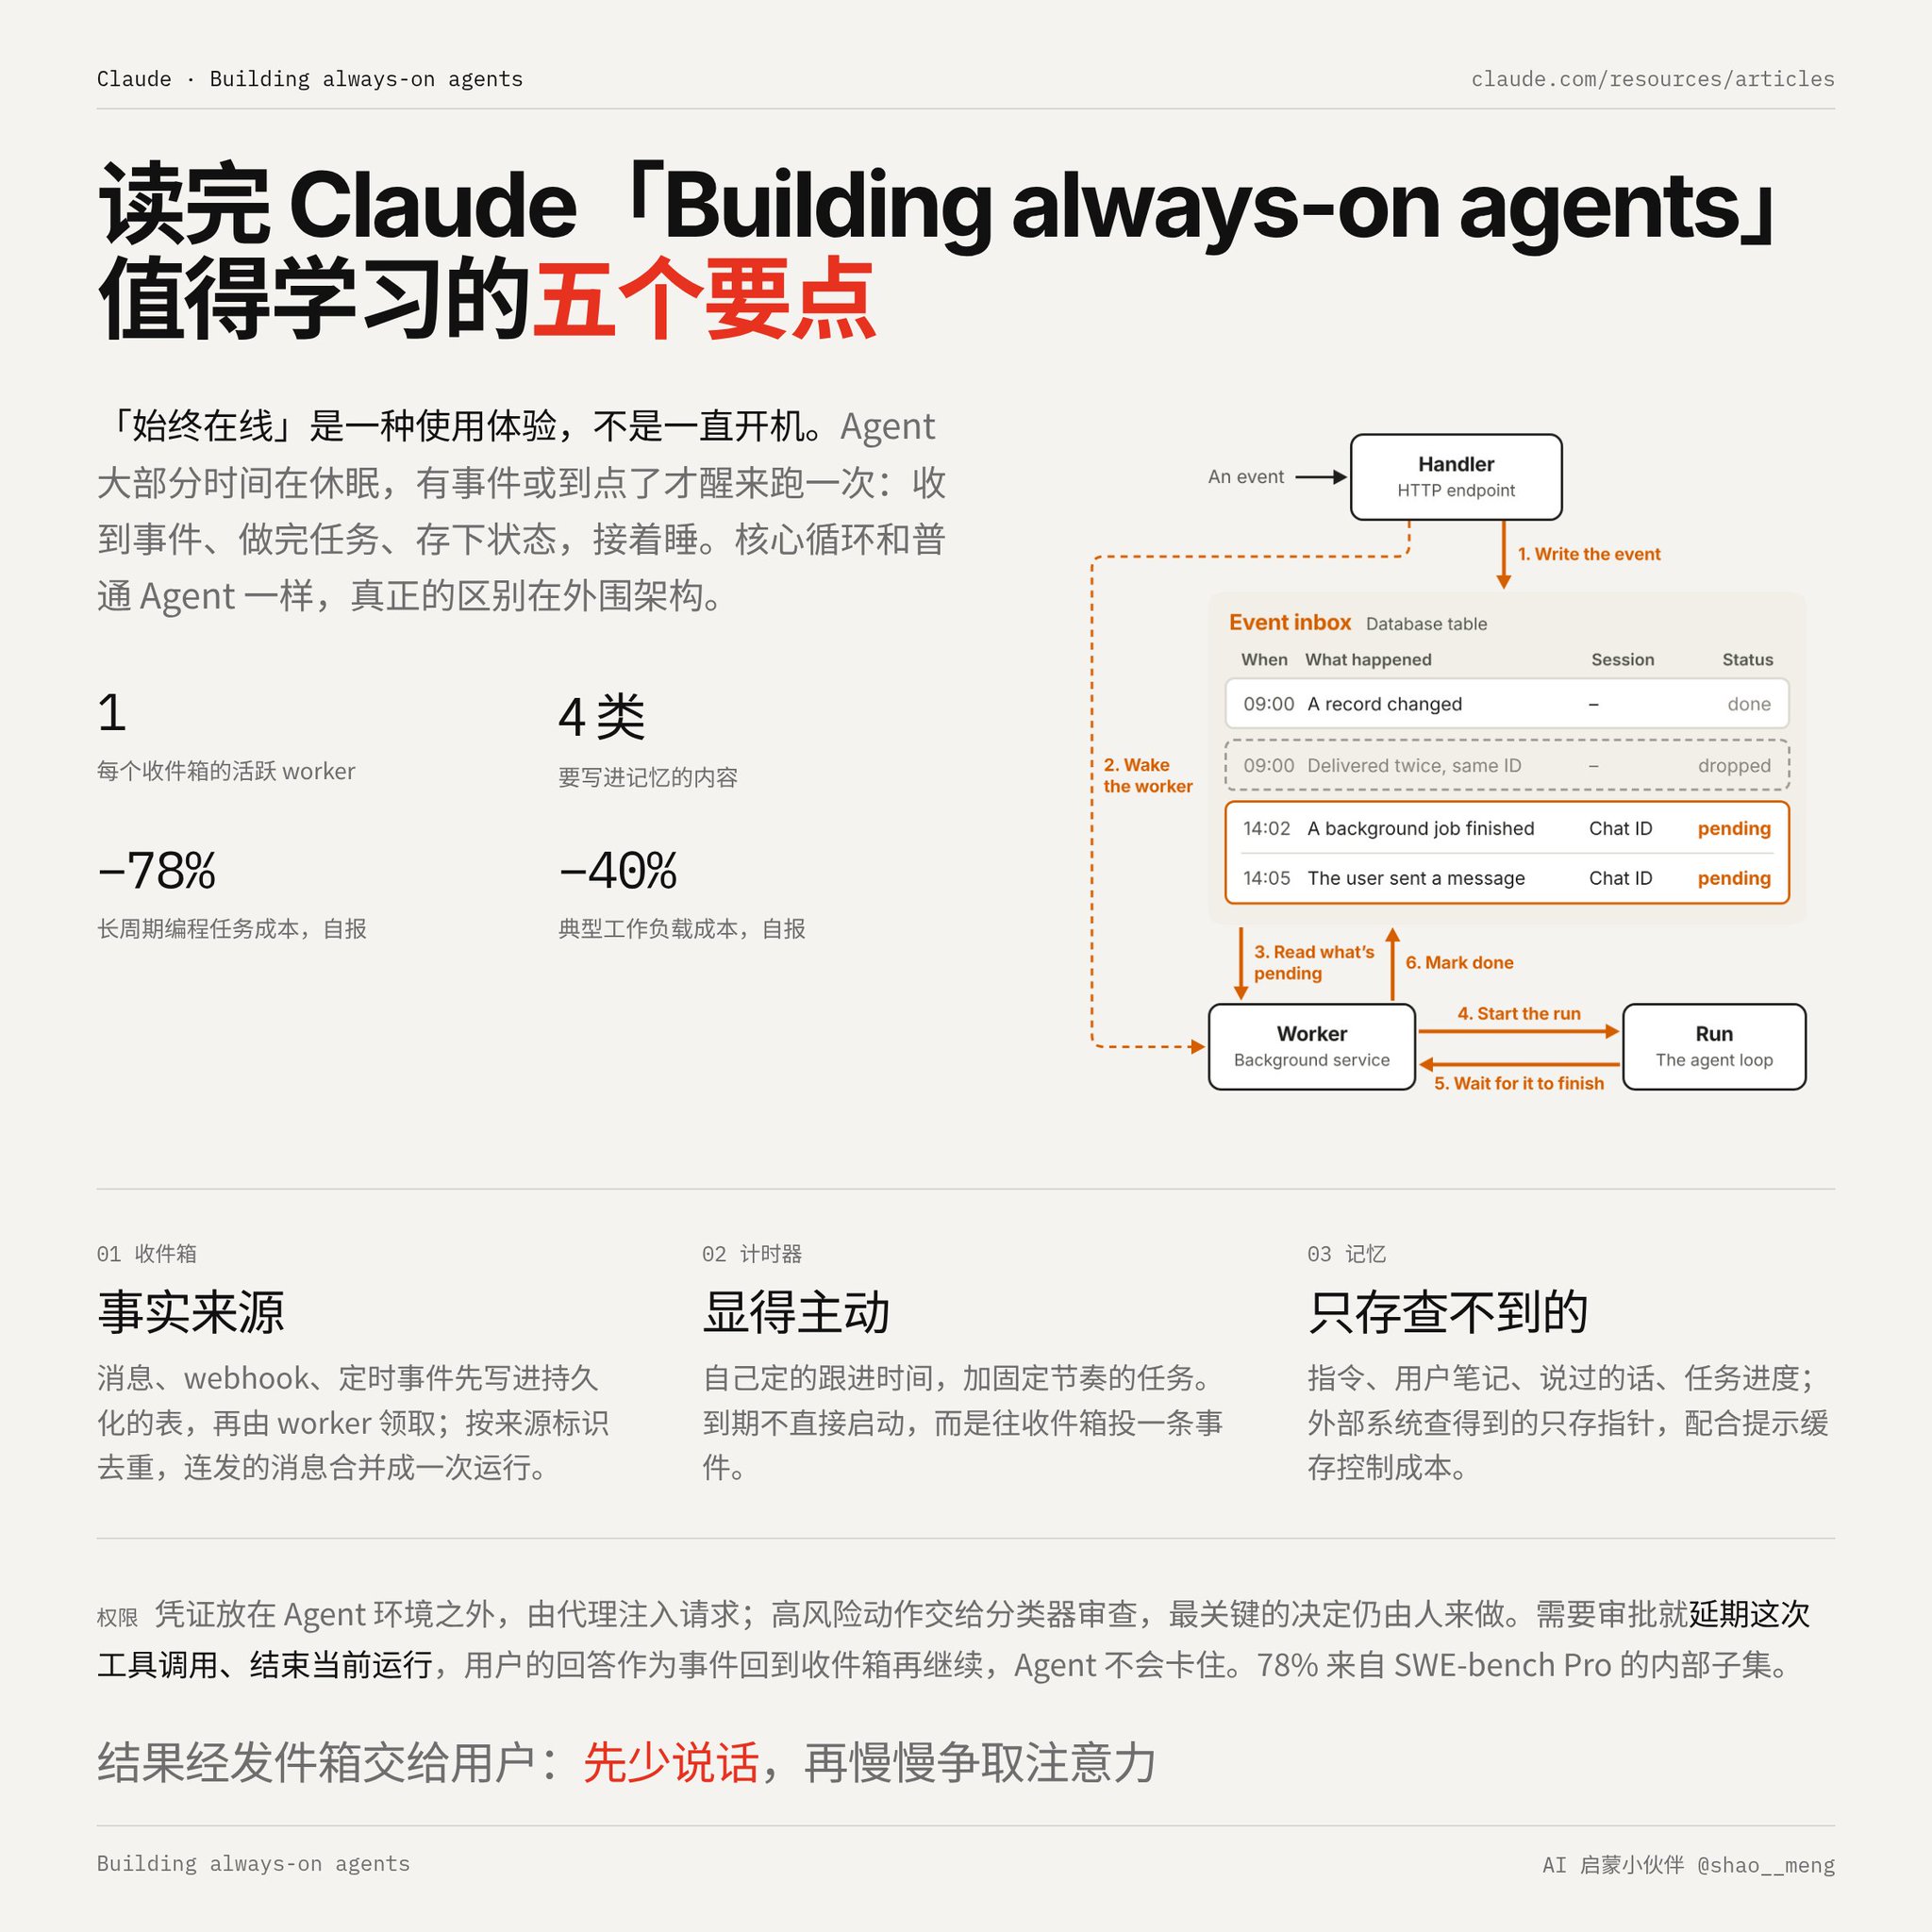 Claude · Building always-on agents
claude.com/resources/articles
读完 Claude「Building always-on agents」
值得学习的五个要点
「始终在线」是一种使用体验，不是一直开机。Agent
大部分时间在休眠，有事件或到点了才醒来跑一次：收
到事件、做完任务、存下状态，接着睡。核心循环和普
通 Agent 一样，真正的区别在外围架构。
1
每个收件箱的活跃 worker
4 类
要写进记忆的内容
−78%
长周期编程任务成本，自报
−40%
典型工作负载成本，自报
An event
Handler
HTTP endpoint
1. Write the event
Event inbox Database table
When What happened Session Status
09:00 A record changed – done
09:00 Delivered twice, same ID – dropped
14:02 A background job finished Chat ID pending
14:05 The user sent a message Chat ID pending
2. Wake
the worker
3. Read what’s
pending
6. Mark done
Worker
Background service
4. Start the run
5. Wait for it to finish
Run
The agent loop
01 收件箱
事实来源
消息、webhook、定时事件先写进持久
化的表，再由 worker 领取；按来源标识
去重，连发的消息合并成一次运行。
02 计时器
显得主动
自己定的跟进时间，加固定节奏的任务。
到期不直接启动，而是往收件箱投一条事
件。
03 记忆
只存查不到的
指令、用户笔记、说过的话、任务进度；
外部系统查得到的只存指针，配合提示缓
存控制成本。
权限 凭证放在 Agent 环境之外，由代理注入请求；高风险动作交给分类器审查，最关键的决定仍由人来做。需要审批就延期这次
工具调用、结束当前运行，用户的回答作为事件回到收件箱再继续，Agent 不会卡住。78% 来自 SWE-bench Pro 的内部子集。
结果经发件箱交给用户：先少说话，再慢慢争取注意力
Building always-on agents
AI 启蒙小伙伴 @shao__meng